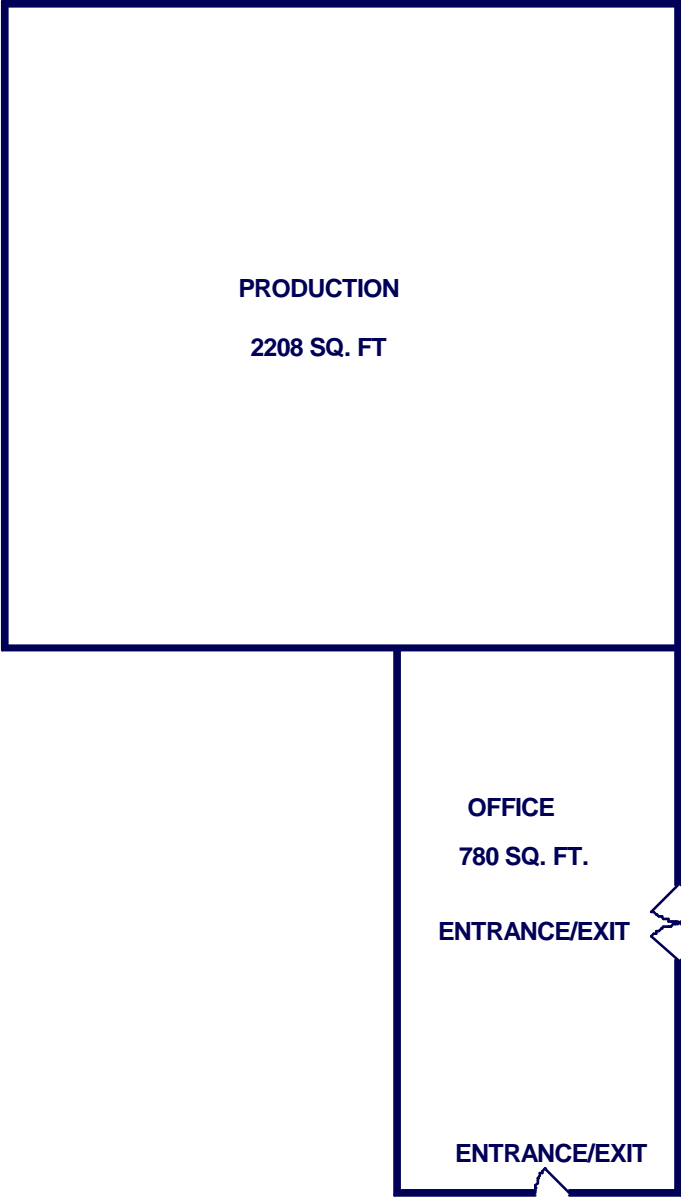 PRODUCTION
2208 SQ. FT
OFFICE
780 SQ. FT.
ENTRANCE/EXIT
ENTRANCE/EXIT